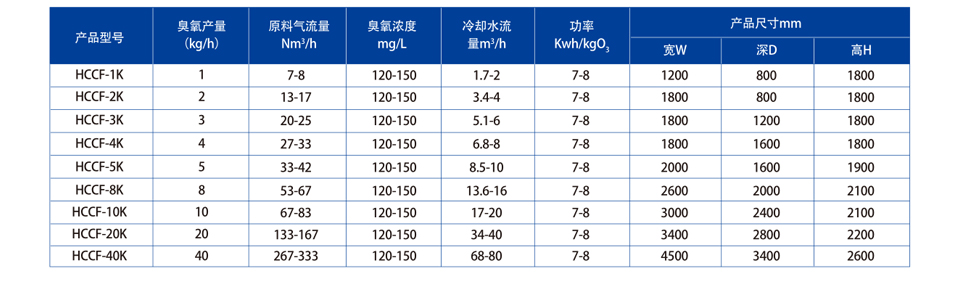 产品型号 臭氧产量 原料气流量 臭氧浓度 冷却水流 功率 产品尺寸mm
（kg/h） Nm³/h mg/L 量m³/h Kwh/kgO₃ 宽W 深D 高H
HCCF-1K 1 7-8 120-150 1.7-2 7-8 1200 800 1800
HCCF-2K 2 13-17 120-150 3.4-4 7-8 1800 800 1800
HCCF-3K 3 20-25 120-150 5.1-6 7-8 1800 1200 1800
HCCF-4K 4 27-33 120-150 6.8-8 7-8 1800 1600 1800
HCCF-5K 5 33-42 120-150 8.5-10 7-8 2000 1600 1900
HCCF-8K 8 53-67 120-150 13.6-16 7-8 2600 2000 2100
HCCF-10K 10 67-83 120-150 17-20 7-8 3000 2400 2100
HCCF-20K 20 133-167 120-150 34-40 7-8 3400 2800 2200
HCCF-40K 40 267-333 120-150 68-80 7-8 4500 3400 2600